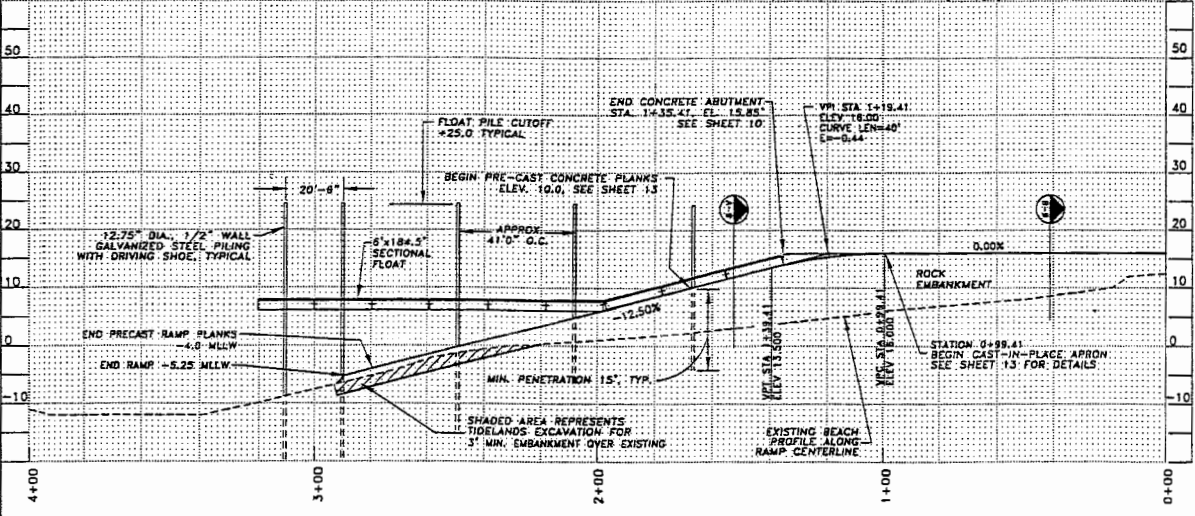 50
50
40
40
30
30
20
20
10
10
0
0
-10
-10
END CONCRETE ABUTMENT
STA. 1+35.41, EL. 15.85'
SEE SHEET 10
VPI STA 1+19.41
ELEV 16.00
CURVE LEN=40'
E=-0.44
FLOAT PILE CUTOFF
+25.0 TYPICAL
BEGIN PRE-CAST CONCRETE PLANKS
ELEV. 10.0, SEE SHEET 13
20'-6"
12.75" DIA., 1/2" WALL
GALVANIZED STEEL PILING
WITH DRIVING SHOE, TYPICAL
6'x184.5'
SECTIONAL
FLOAT
APPROX.
41'0" O.C.
0.00%
ROCK
EMBANKMENT
-12.50%
END PRECAST RAMP PLANKS
-4.0 MLLW
END RAMP -5.25 MLLW
MIN. PENETRATION 15', TYP.
VPT STA 1+39.41
ELEV 13.500
VPC STA 0+99.41
ELEV 16.000
STATION 0+99.41
BEGIN CAST-IN-PLACE APRON
SEE SHEET 13 FOR DETAILS
SHADED AREA REPRESENTS
TIDELANDS EXCAVATION FOR
3' MIN. EMBANKMENT OVER EXISTING
EXISTING BEACH
PROFILE ALONG
RAMP CENTERLINE
4+00
3+00
2+00
1+00
0+00